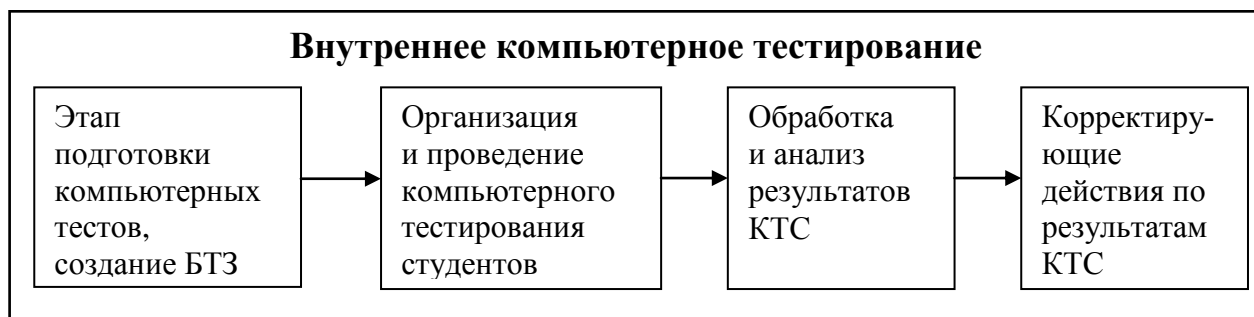 Внутреннее компьютерное тестирование
Этап
подготовки
компьютерных
тестов,
создание БТЗ
Организация
и проведение
компьютерного
тестирования
студентов
Обработка
и анализ
результатов
КТС
Корректиру-
ющие
действия по
результатам
КТС